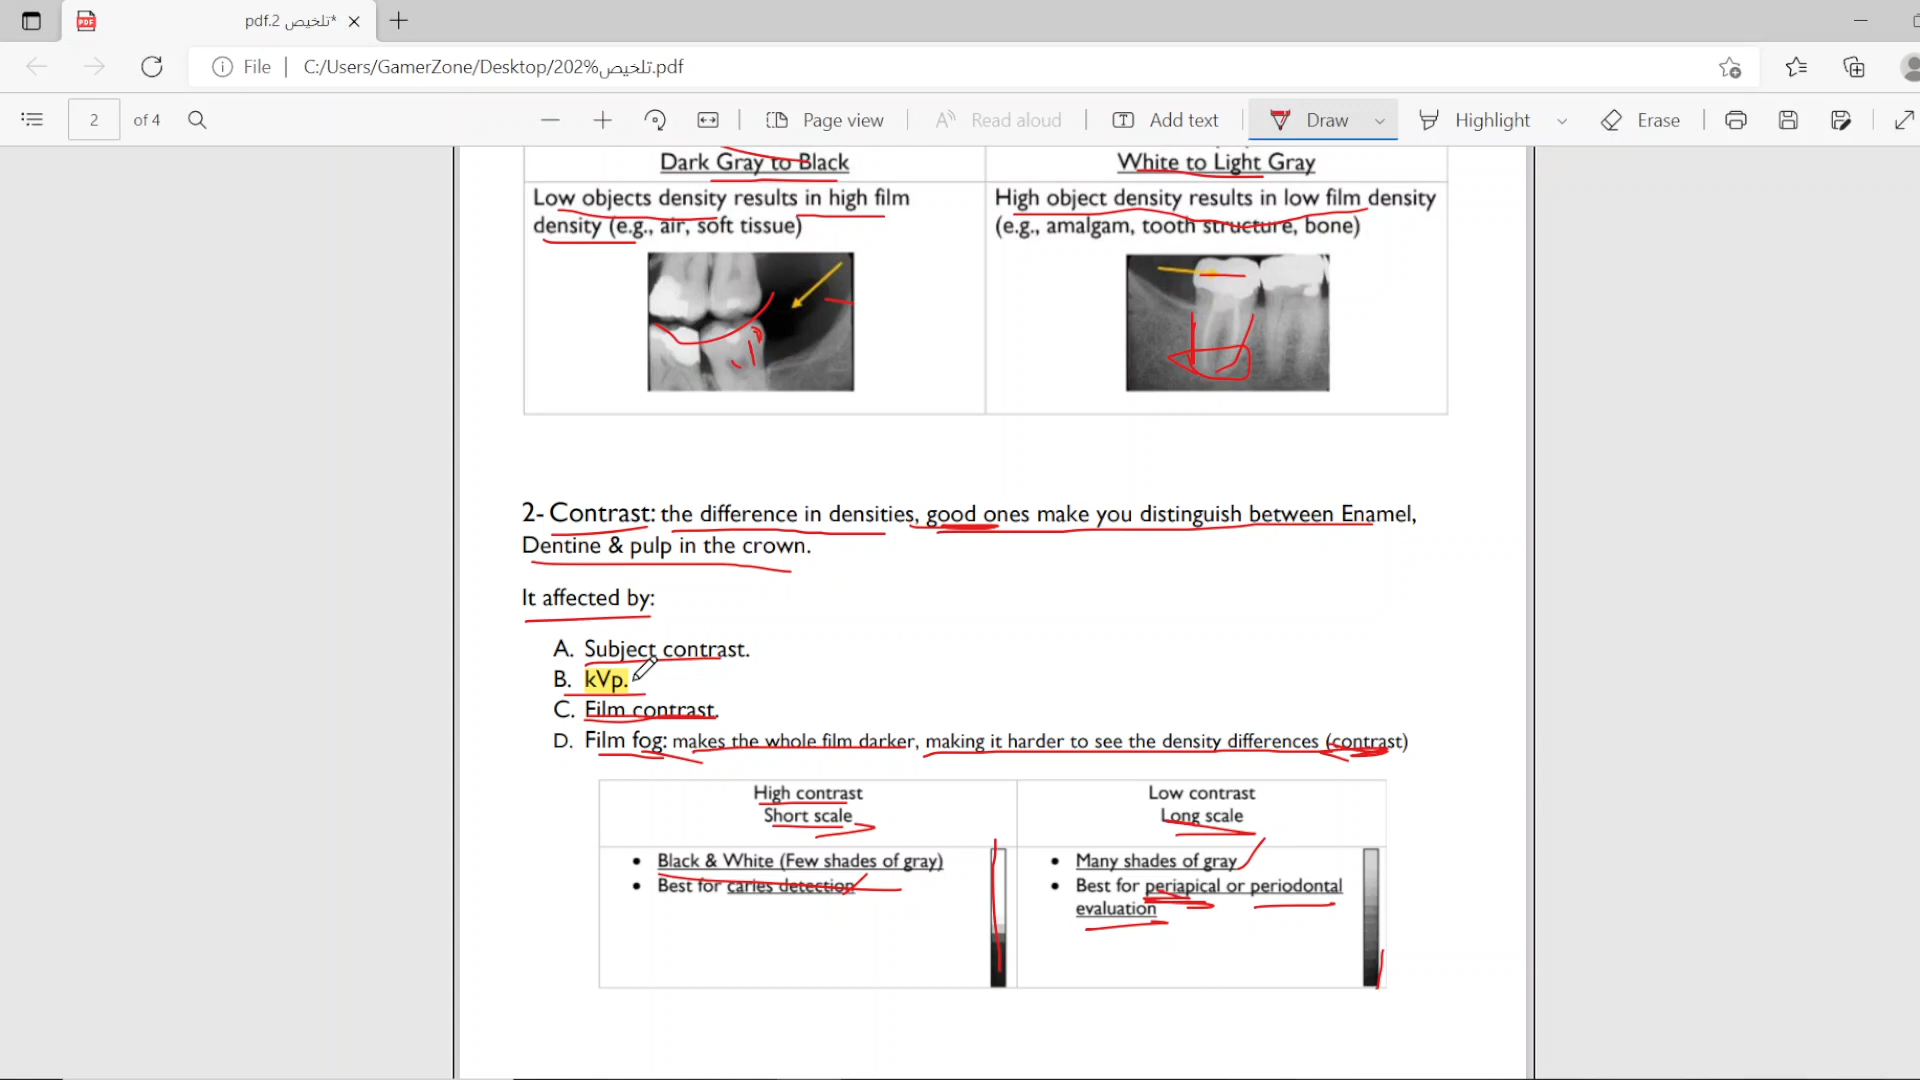 pdf.2 تلخيص*
File
C:/Users/GamerZone/Desktop/202%تلخيص.pdf
2 of 4
Page view
Read aloud
Add text
Draw
Highlight
Erase
Dark Gray to Black
White to Light Gray
Low objects density results in high film
density (e.g., air, soft tissue)
High object density results in low film density
(e.g., amalgam, tooth structure, bone)
2- Contrast: the difference in densities, good ones make you distinguish between Enamel,
Dentine & pulp in the crown.
It affected by:
A. Subject contrast.
B. kVp.
C. Film contrast.
D. Film fog: makes the whole film darker, making it harder to see the density differences (contrast)
High contrast
Short scale
Low contrast
Long scale
• Black & White (Few shades of gray)
• Best for caries detection
• Many shades of gray
• Best for periapical or periodontal
evaluation